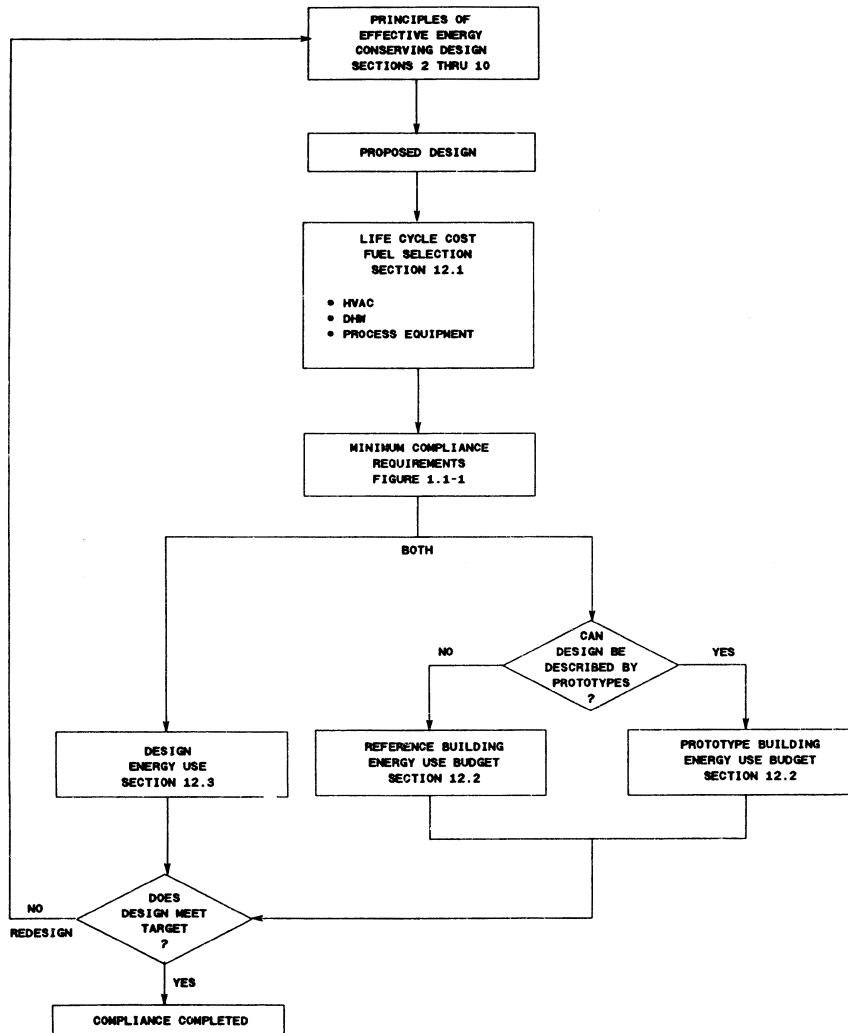 PRINCIPLES OF
EFFECTIVE ENERGY
CONSERVING DESIGN
SECTIONS 2 THRU 10
PROPOSED DESIGN
LIFE CYCLE COST
FUEL SELECTION
SECTION 12.1
• HVAC
• DHW
• PROCESS EQUIPMENT
MINIMUM COMPLIANCE
REQUIREMENTS
FIGURE 1.1-1
BOTH
CAN
DESIGN BE
DESCRIBED BY
PROTOTYPES
?
NO
YES
DESIGN
ENERGY USE
SECTION 12.3
REFERENCE BUILDING
ENERGY USE BUDGET
SECTION 12.2
PROTOTYPE BUILDING
ENERGY USE BUDGET
SECTION 12.2
DOES
DESIGN MEET
TARGET
?
NO
REDESIGN
YES
COMPLIANCE COMPLETED